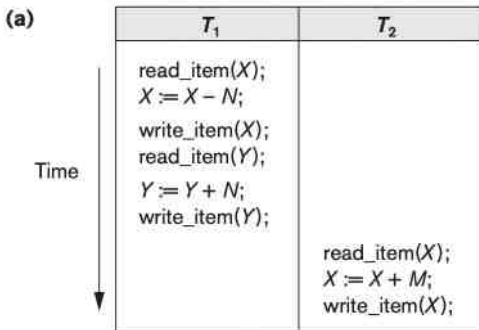 (a)
T₁ T₂
read_item(X);
X := X − N;
write_item(X);
read_item(Y);
Time
Y := Y + N;
write_item(Y);
read_item(X);
X := X + M;
write_item(X);